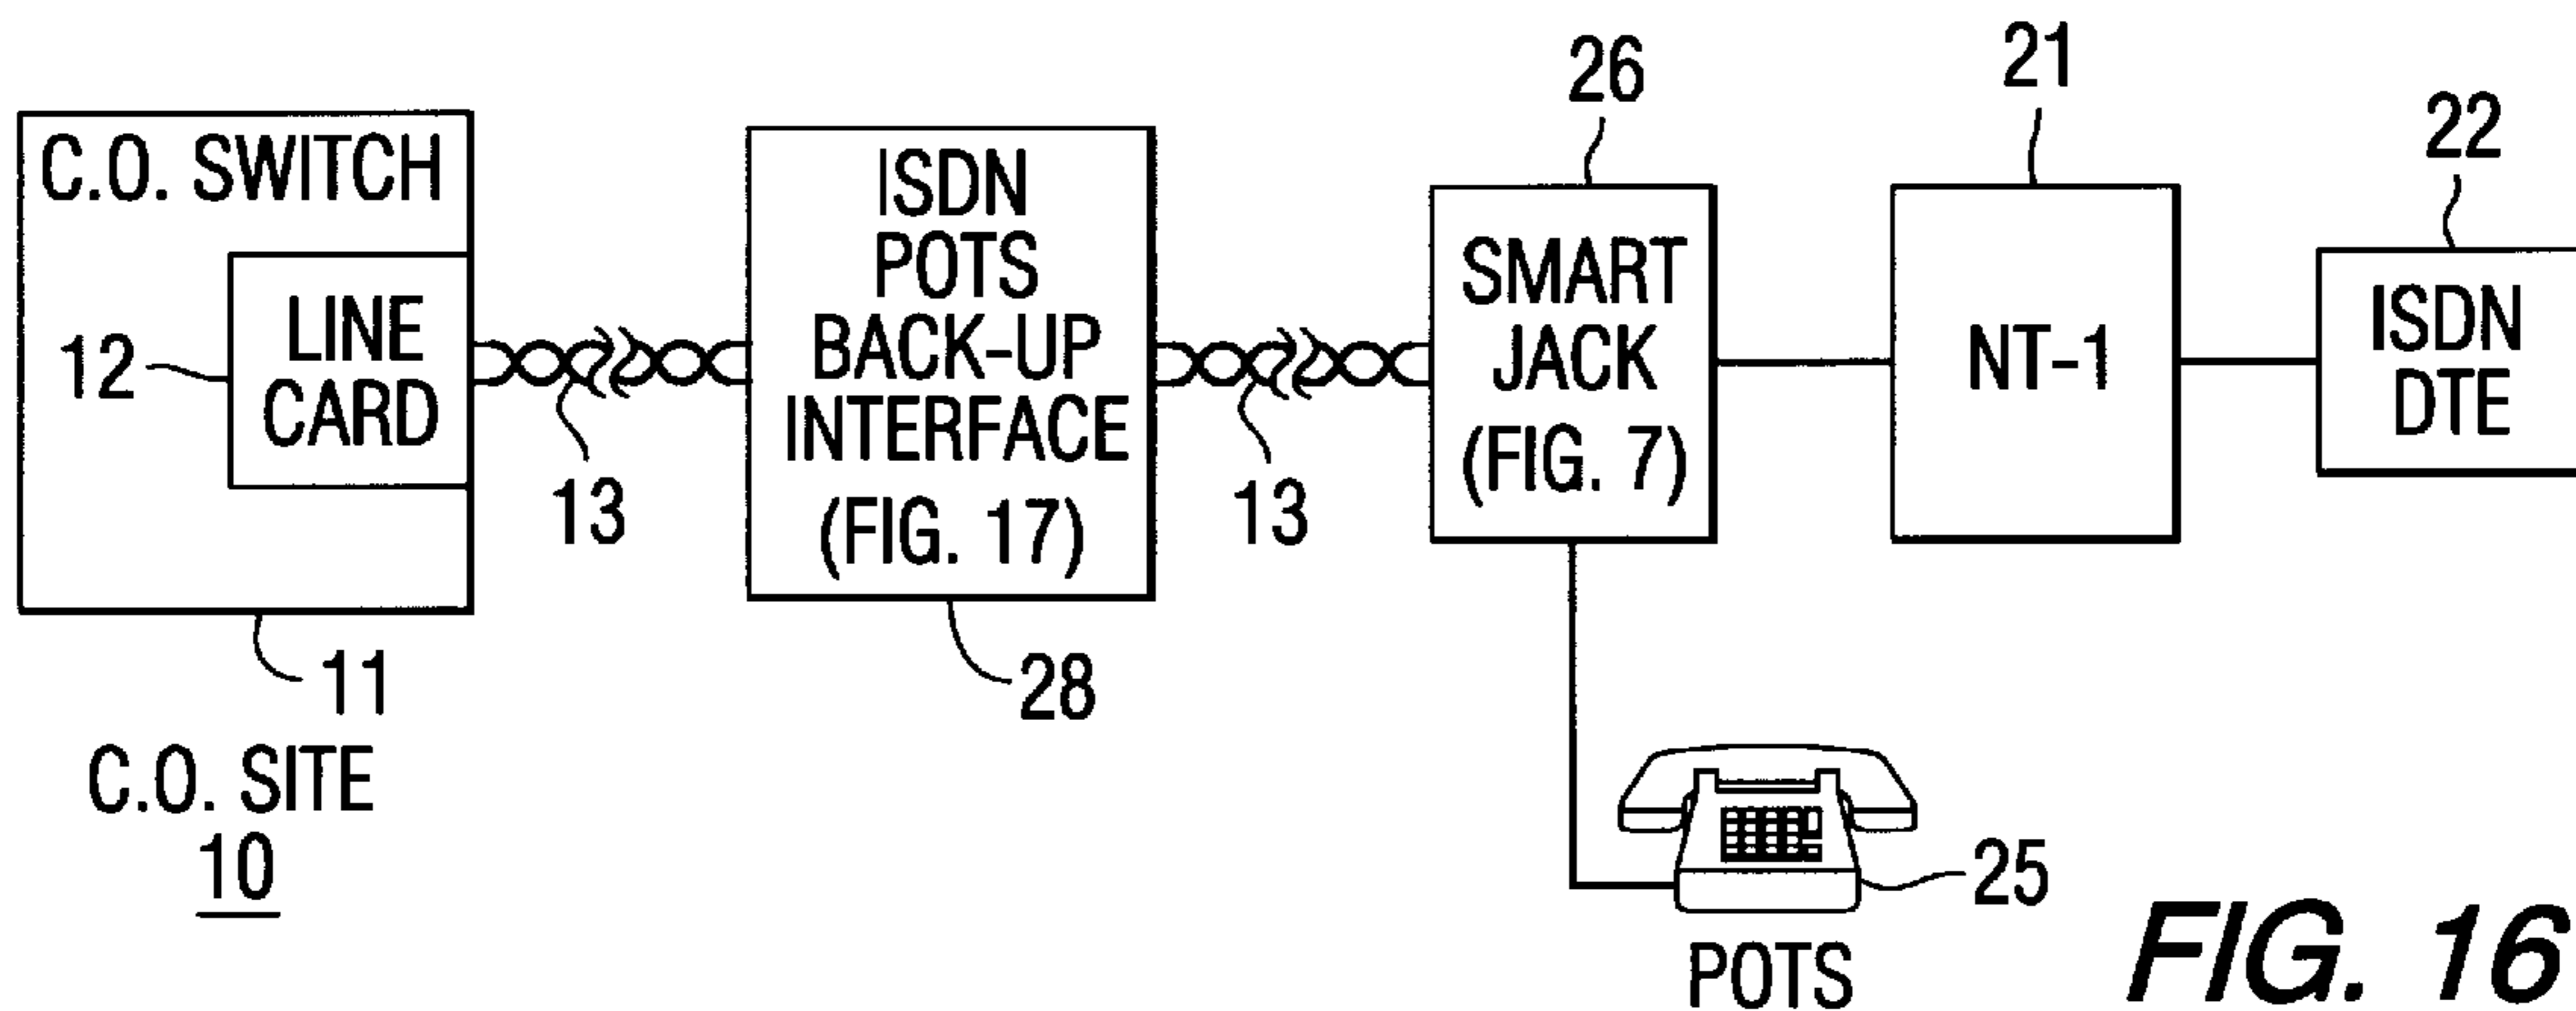 C.O. SWITCH
LINE
CARD
12
13
11
C.O. SITE
10
ISDN
POTS
BACK-UP
INTERFACE
(FIG. 17)
28
13
26
SMART
JACK
(FIG. 7)
21
NT-1
22
ISDN
DTE
25
POTS
FIG. 16